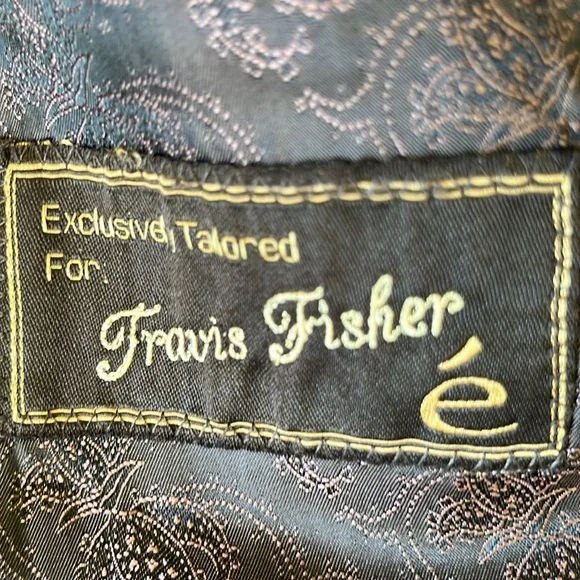 Exclusively Tailored
For:
Travis Fisher
é